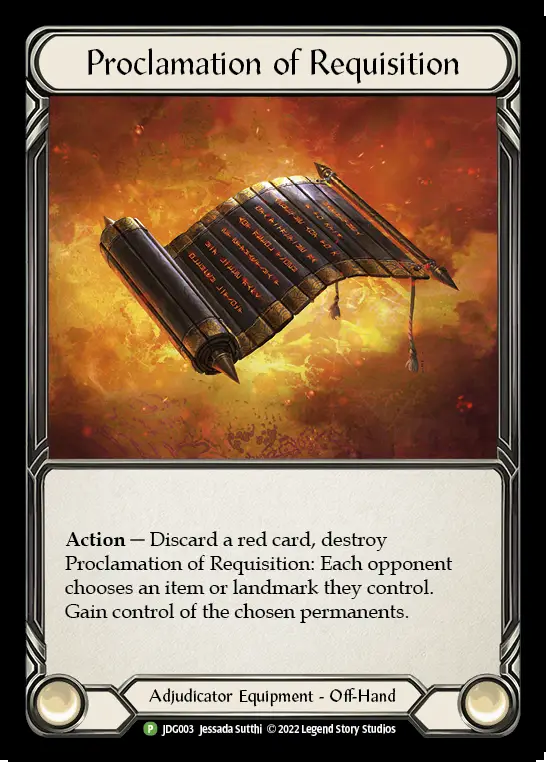 Proclamation of Requisition
Action — Discard a red card, destroy
Proclamation of Requisition: Each opponent
chooses an item or landmark they control.
Gain control of the chosen permanents.
Adjudicator Equipment - Off-Hand
P JDG003 Jessada Sutthi © 2022 Legend Story Studios